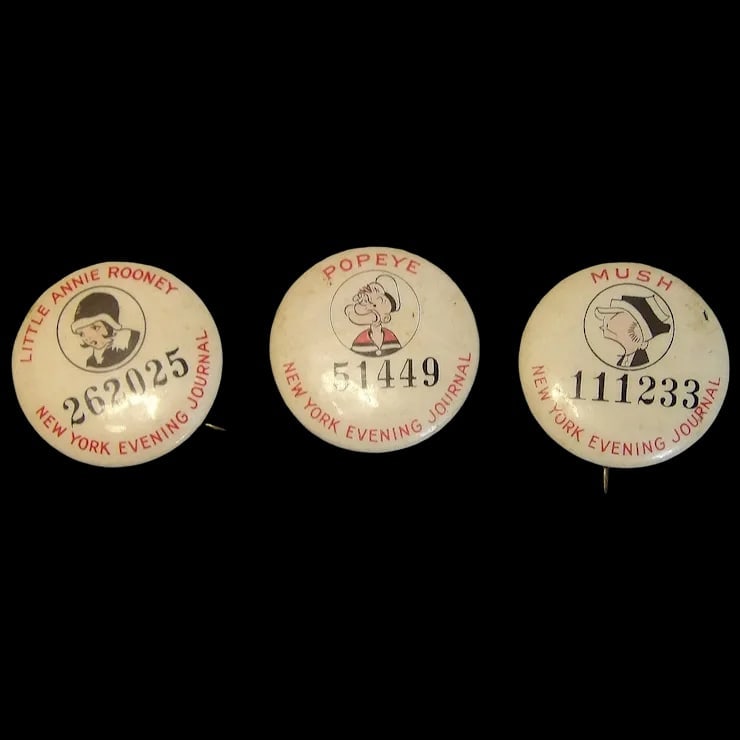 LITTLE ANNIE ROONEY
262025
NEW YORK EVENING JOURNAL
POPEYE
51449
NEW YORK EVENING JOURNAL
MUSH
111233
NEW YORK EVENING JOURNAL